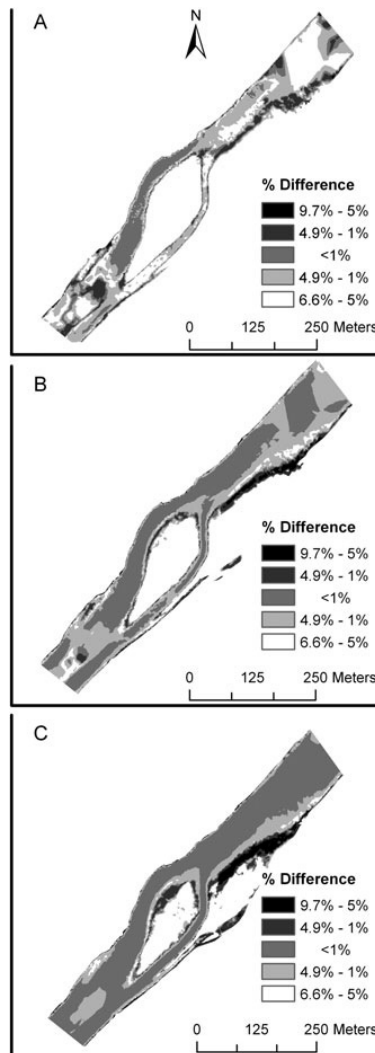 A
N
% Difference
9.7% - 5%
4.9% - 1%
<1%
4.9% - 1%
6.6% - 5%
0 125 250 Meters
B
% Difference
9.7% - 5%
4.9% - 1%
<1%
4.9% - 1%
6.6% - 5%
0 125 250 Meters
C
% Difference
9.7% - 5%
4.9% - 1%
<1%
4.9% - 1%
6.6% - 5%
0 125 250 Meters